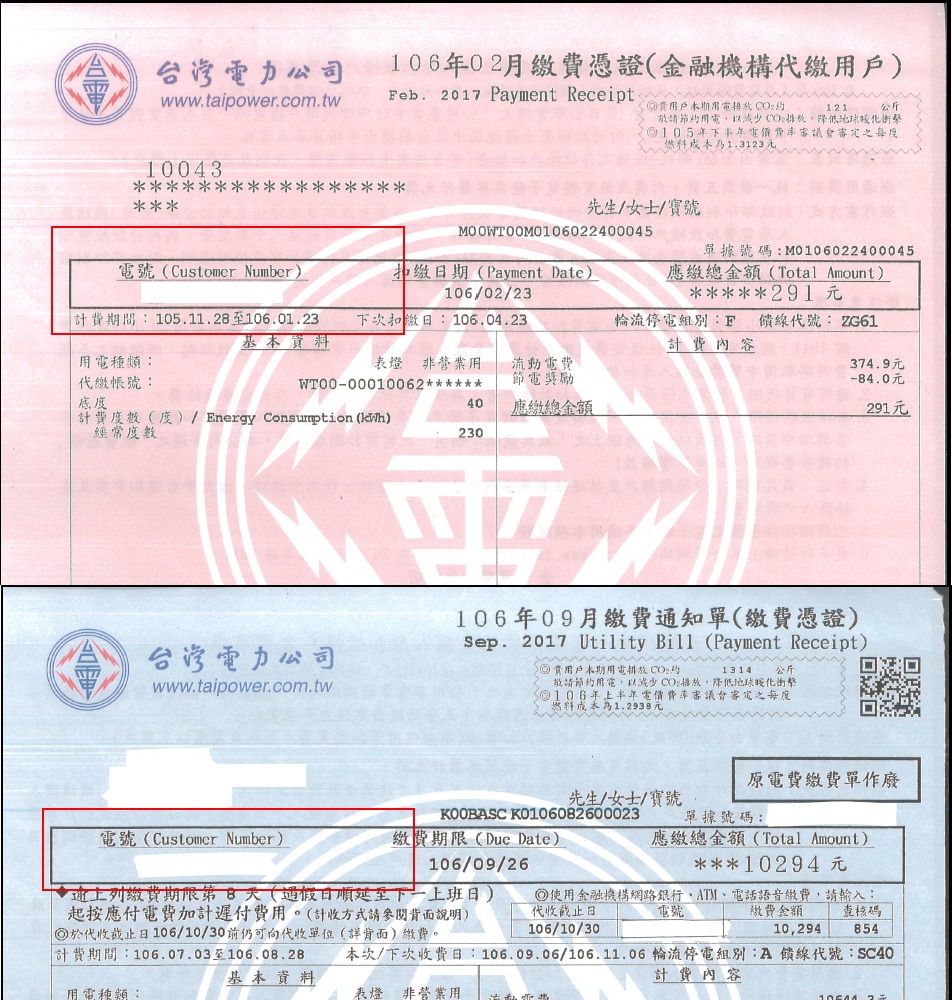 台灣電力公司
www.taipower.com.tw
106年02月繳費憑證(金融機構代繳用戶)
Feb. 2017 Payment Receipt
◎貴用戶本期用電排放CO₂約 121 公斤
敬請節約用電,以減少CO₂排放,降低地球暖化衝擊
◎105年下半年電價費率審議會審定之每度
燃料成本為1.3123元
10043
*****************
***
先生/女士/寶號
M00WT00M0106022400045
單據號碼:M0106022400045
電號(Customer Number) 扣繳日期(Payment Date) 應繳總金額(Total Amount)
106/02/23 *****291元
計費期間:105.11.28至106.01.23 下次扣繳日:106.04.23 輪流停電組別:F 饋線代號:ZG61
基本資料 計費內容
用電種類: 表燈 非營業用 流動電費 374.9元
代繳帳號: WT00-00010062****** 節電獎勵 -84.0元
底度 40 應繳總金額 291元
計費度數(度)/Energy Consumption(kWh)
經常度數 230
台灣電力公司
www.taipower.com.tw
106年09月繳費通知單(繳費憑證)
Sep. 2017 Utility Bill (Payment Receipt)
◎貴用戶本期用電排放CO₂約 1314 公斤
敬請節約用電,以減少CO₂排放,降低地球暖化衝擊
◎106年上半年電價費率審議會審定之每度
燃料成本為1.2938元
原電費繳費單作廢
先生/女士/寶號
K00BASC K0106082600023 單據號碼:
電號(Customer Number) 繳費期限(Due Date) 應繳總金額(Total Amount)
106/09/26 ***10294元
◆逾上列繳費期限第 8 天(遇假日順延至下一上班日)
起按應付電費加計遲付費用。(計收方式請參閱背面說明)
◎於代收截止日106/10/30前仍可向代收單位(詳背面)繳費。
◎使用金融機構網路銀行、ATM、電話語音繳費,請輸入:
代收截止日 電號 繳費金額 查核碼
106/10/30 10,294 854
計費期間:106.07.03至106.08.28 本次/下次收費日:106.09.06/106.11.06 輪流停電組別:A 饋線代號:SC40
基本資料 計費內容
用電種類: 表燈 非營業用 流動電費 10644.2元